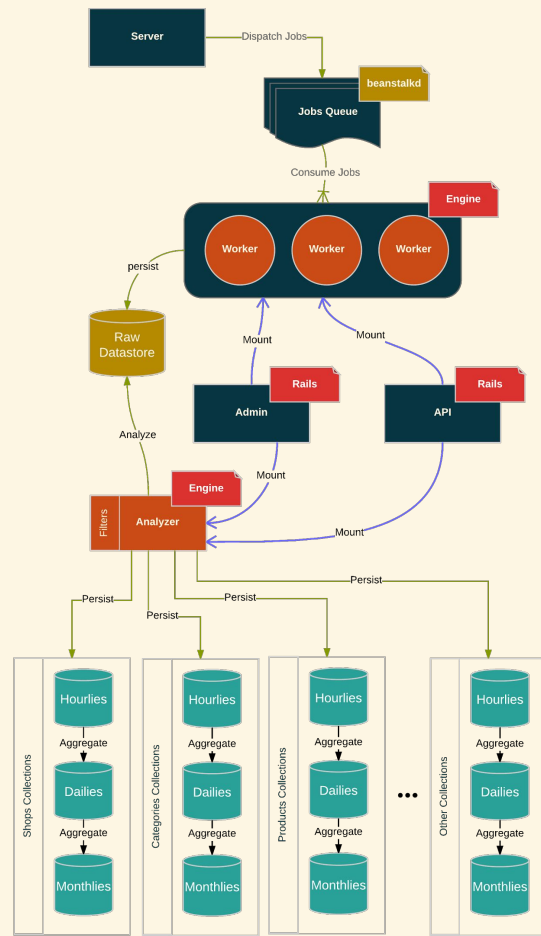 Server
Dispatch Jobs
beanstalkd
Jobs Queue
Consume Jobs
Engine
Worker
Worker
Worker
persist
Raw
Datastore
Mount
Mount
Rails
Rails
Admin
API
Analyze
Mount
Engine
Filters
Analyzer
Mount
Persist
Persist
Persist
Persist
Shops Collections
Hourlies
Aggregate
Dailies
Aggregate
Monthlies
Categories Collections
Hourlies
Aggregate
Dailies
Aggregate
Monthlies
Products Collections
Hourlies
Aggregate
Dailies
Aggregate
Monthlies
•••
Other Collections
Hourlies
Aggregate
Dailies
Aggregate
Monthlies